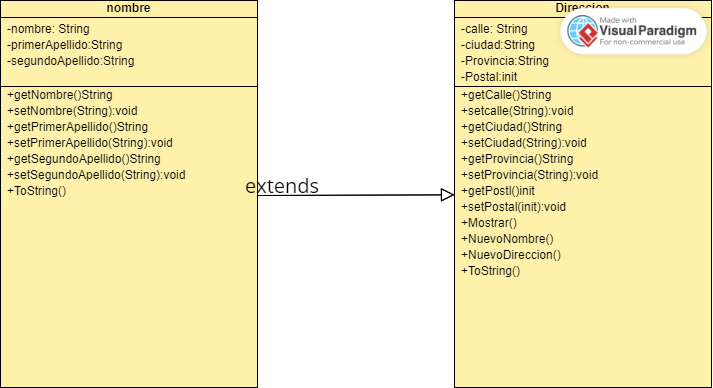 nombre
-nombre: String
-primerApellido:String
-segundoApellido:String
+getNombre()String
+setNombre(String):void
+getPrimerApellido()String
+setPrimerApellido(String):void
+getSegundoApellido()String
+setSegundoApellido(String):void
+ToString()
extends
Direccion
-calle: String
-ciudad:String
-Provincia:String
-Postal:init
+getCalle()String
+setcalle(String):void
+getCiudad()String
+setCiudad(String):void
+getProvincia()String
+setProvincia(String):void
+getPostl()init
+setPostal(init):void
+Mostrar()
+NuevoNombre()
+NuevoDireccion()
+ToString()
Made with
VisualParadigm
For non-commercial use